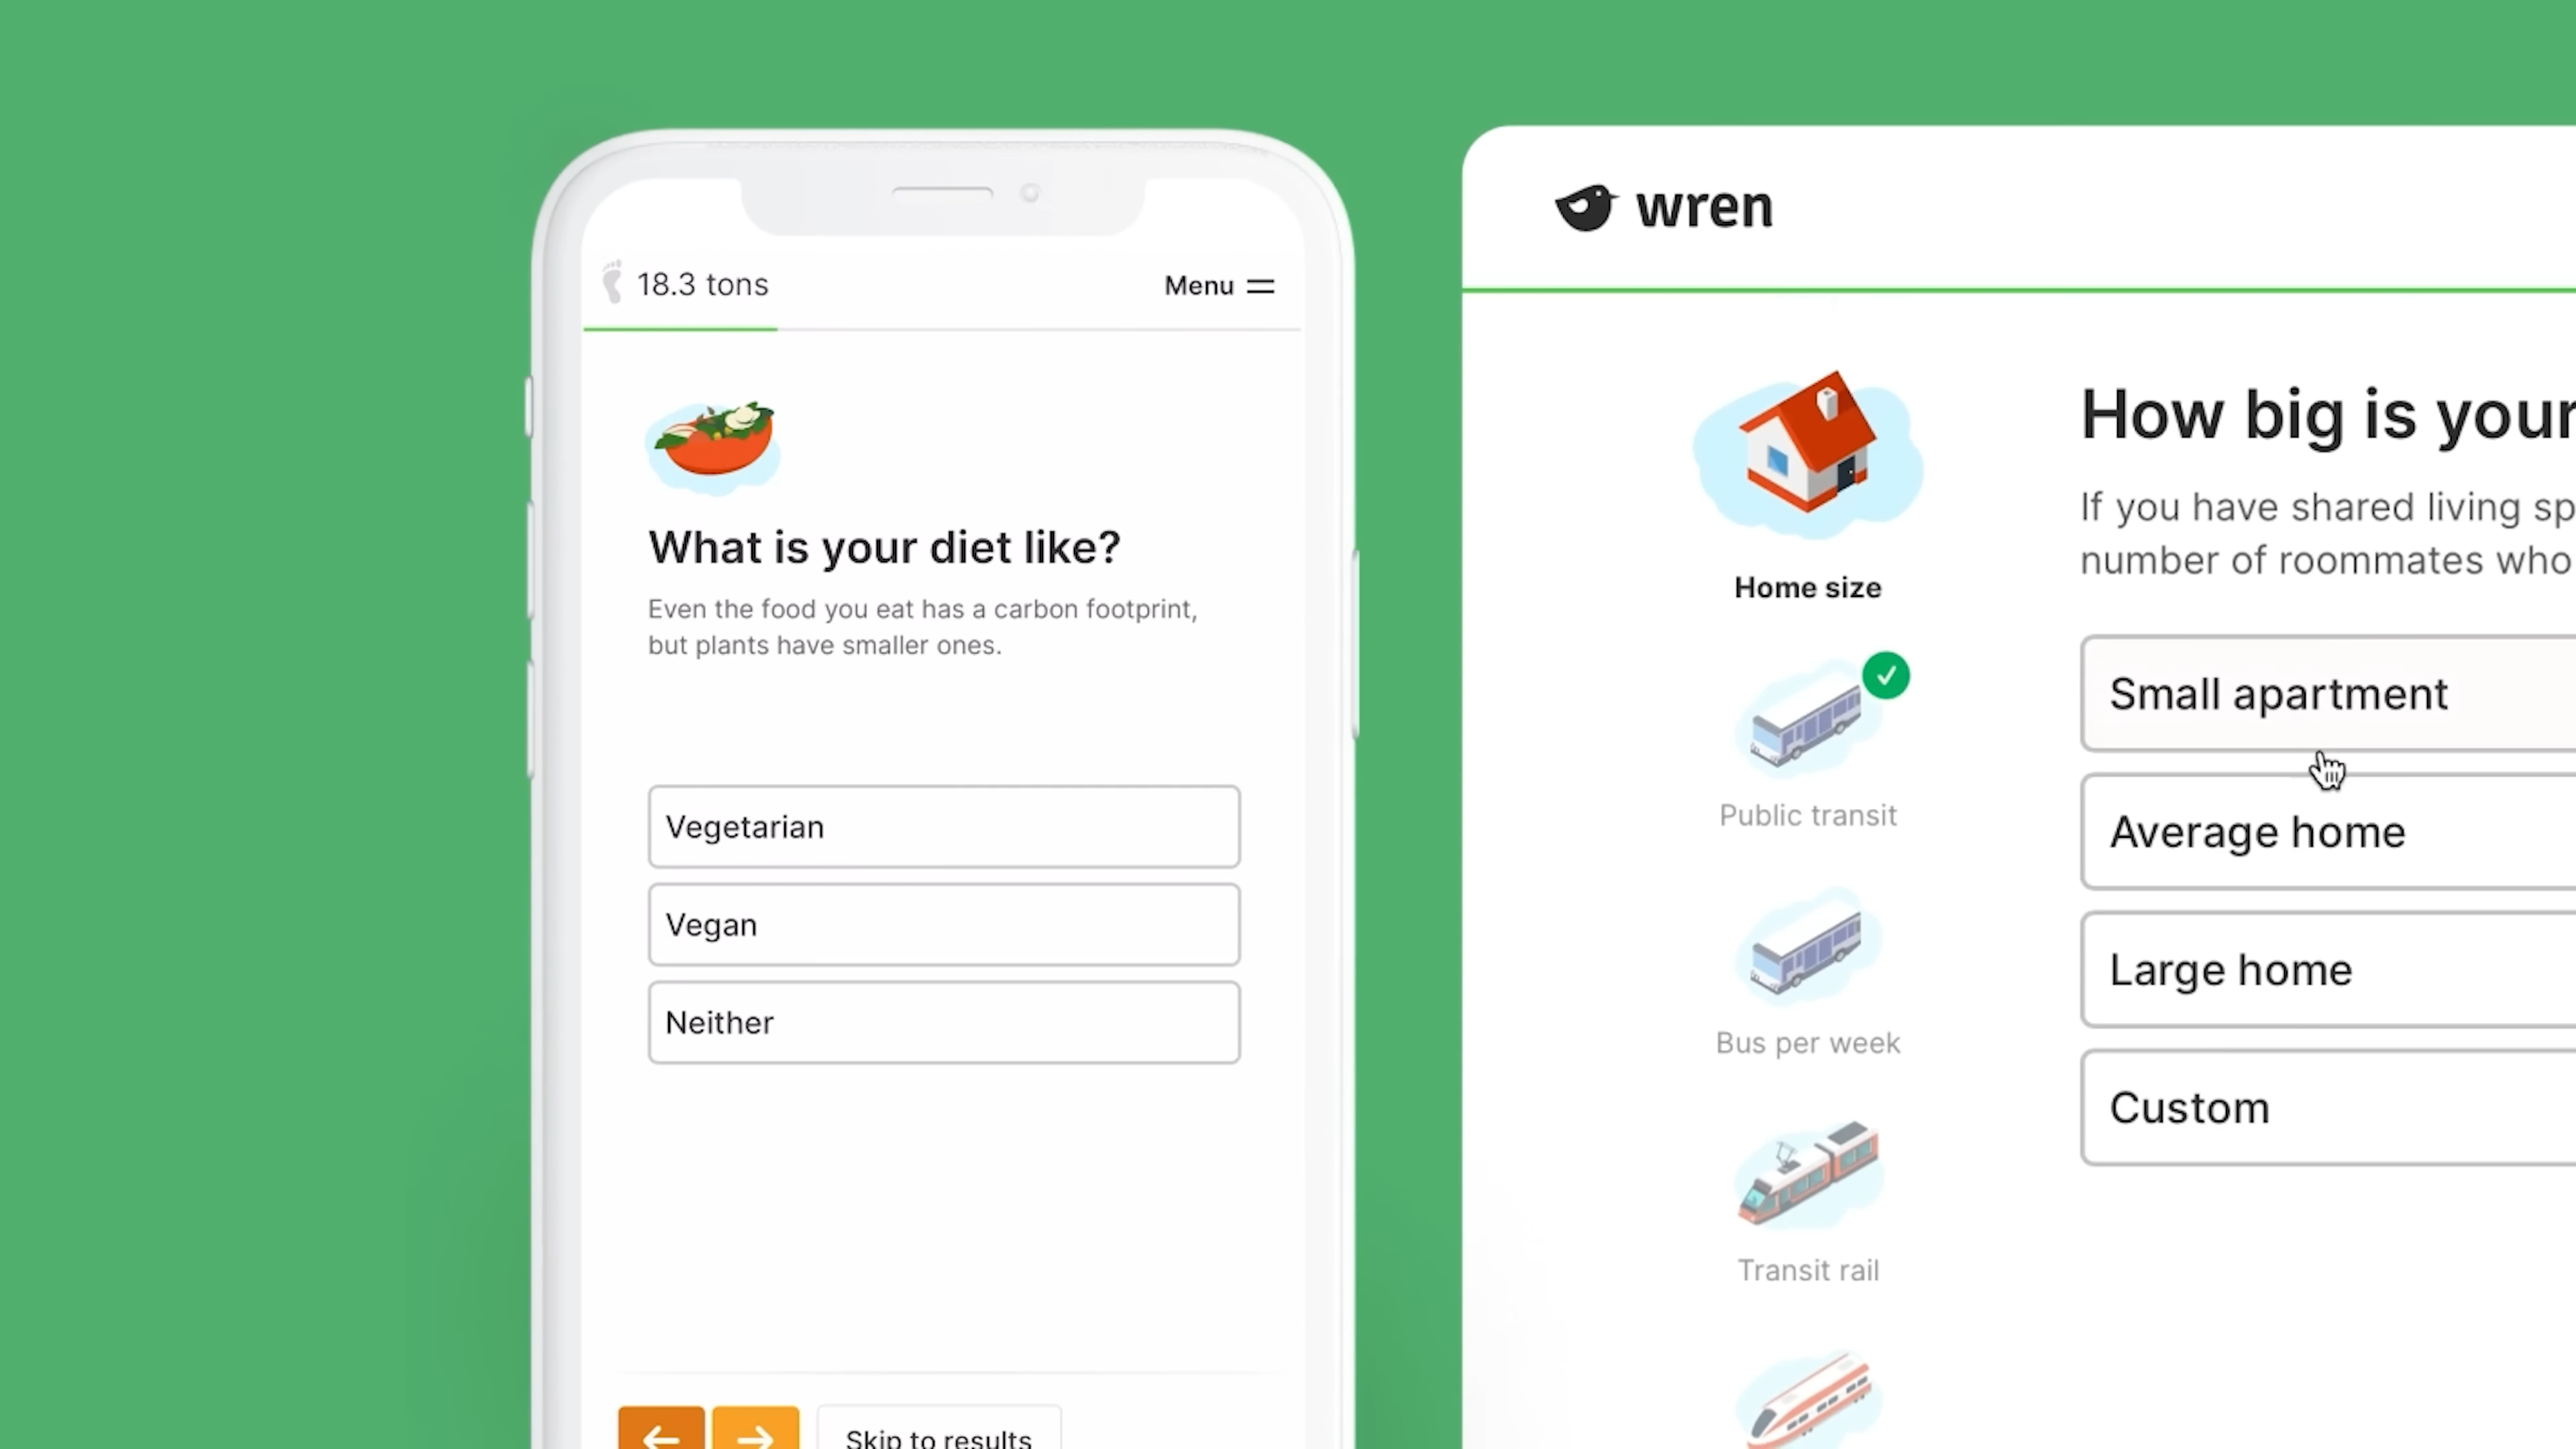 18.3 tons
Menu
What is your diet like?
Even the food you eat has a carbon footprint,
but plants have smaller ones.
Vegetarian
Vegan
Neither
Skip to results
wren
Home size
Public transit
Bus per week
Transit rail
How big is your
If you have shared living
number of roommates who
Small apartment
Average home
Large home
Custom